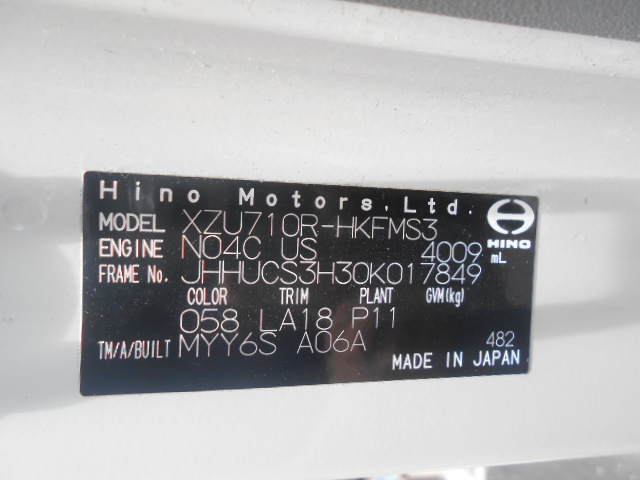 Hino Motors,Ltd.
MODEL XZU710R-HKFMS3
HINO
ENGINE N04C US 4009 mL
FRAME No. JHHUCS3H30K017849
COLOR TRIM PLANT GVM(kg)
058 LA18 P11
TM/A/BUILT MYY6S A06A 482
MADE IN JAPAN